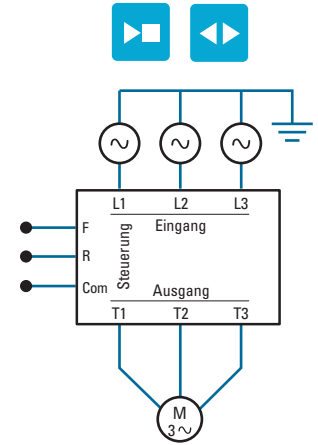 L1 L2 L3
Eingang
F
R
Com
Steuerung
Ausgang
T1 T2 T3
M
3~